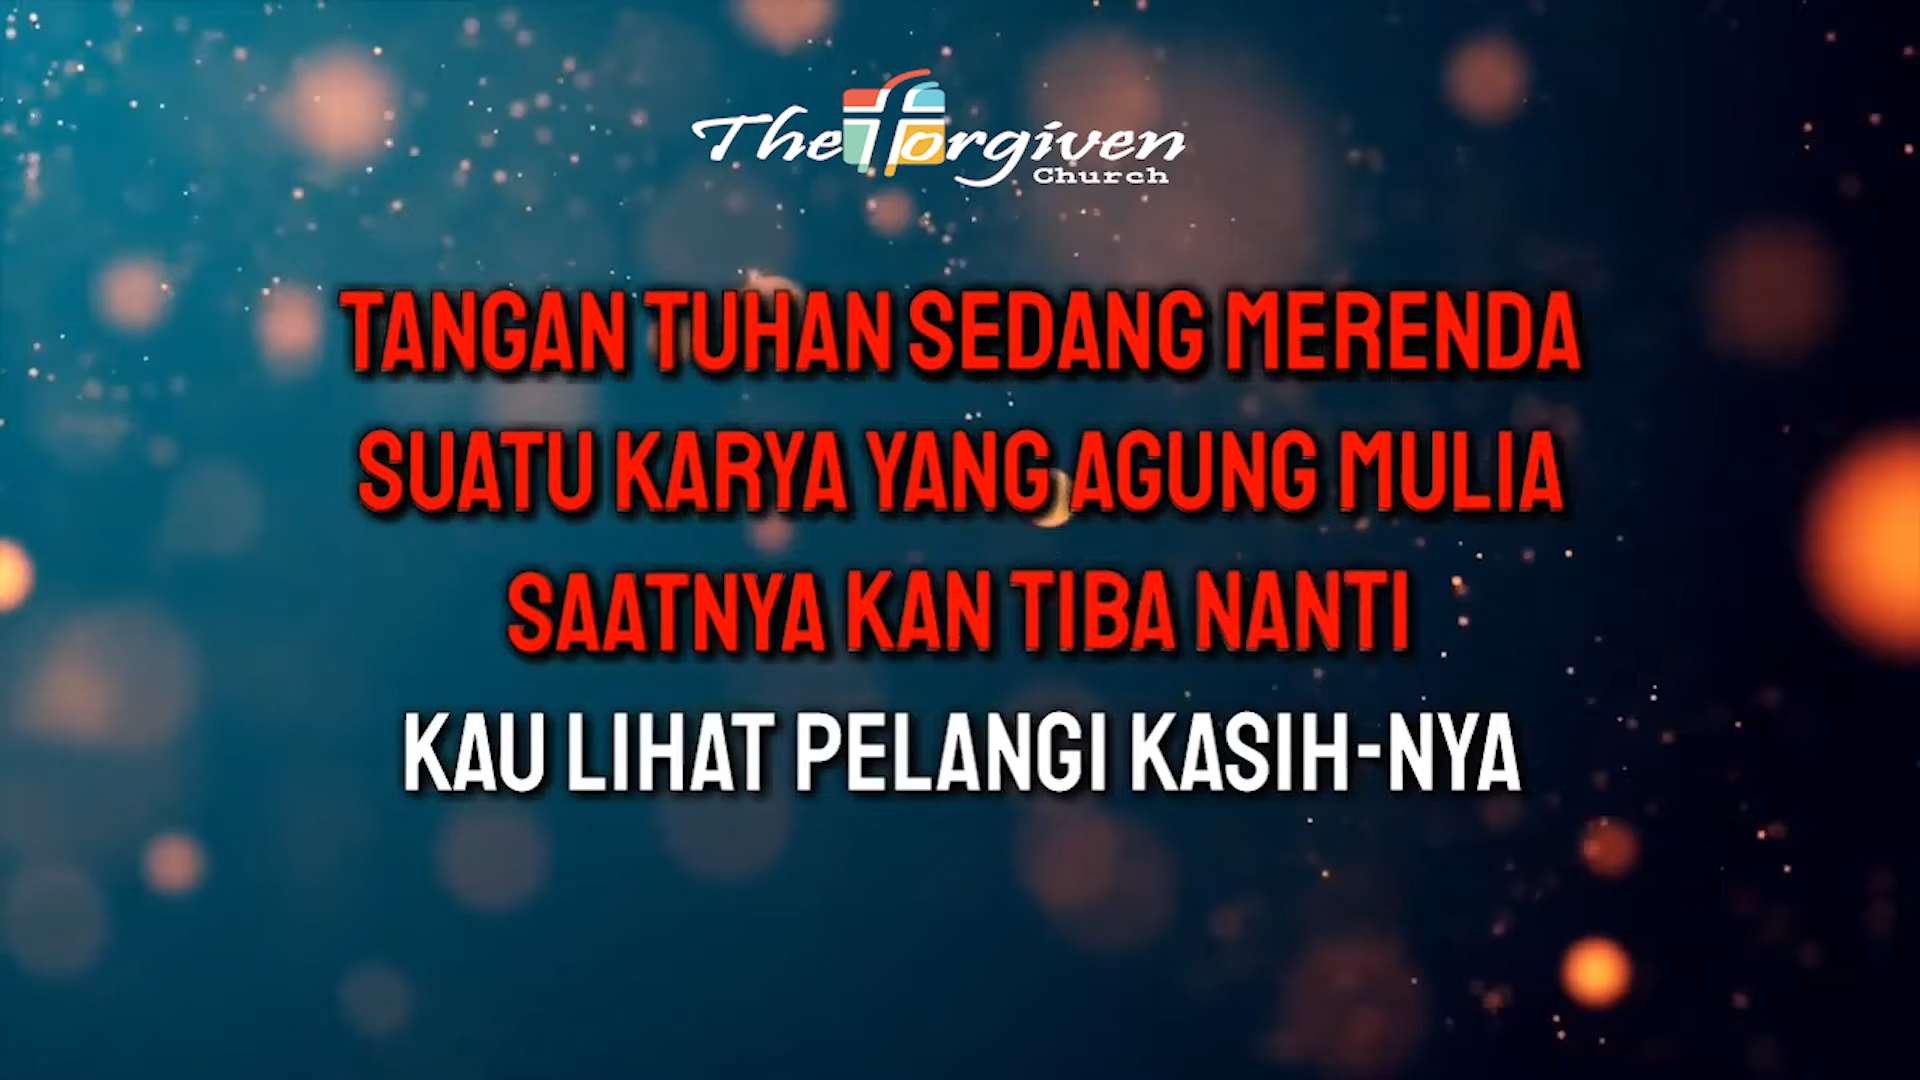 The Forgiven
Church
TANGAN TUHAN SEDANG MERENDA
SUATU KARYA YANG AGUNG MULIA
SAATNYA KAN TIBA NANTI
KAU LIHAT PELANGI KASIH-NYA